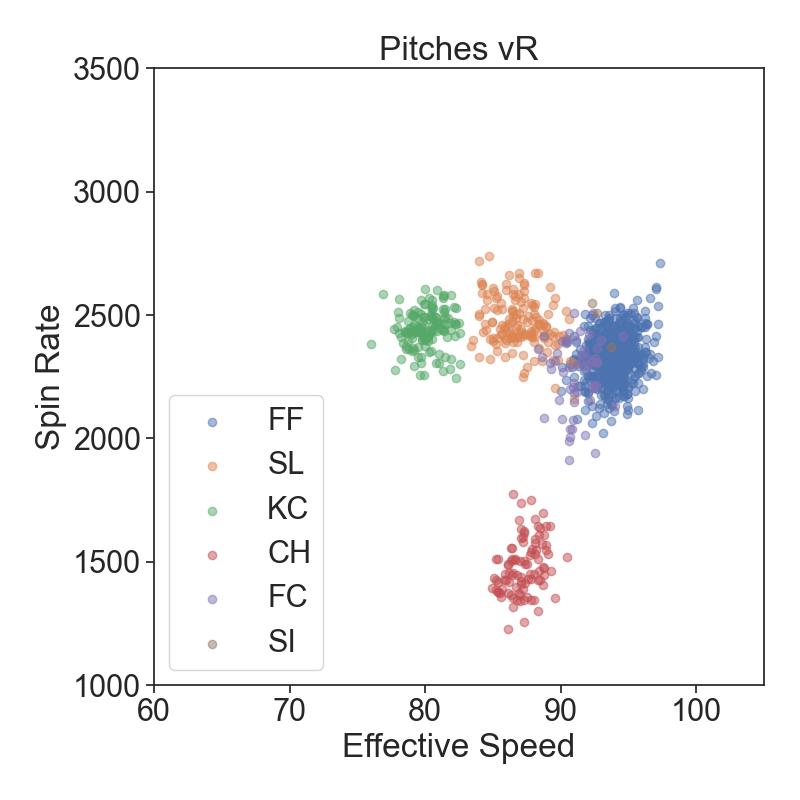 Pitches vR
3500
3000
2500
2000
1500
1000
Spin Rate
FF
SL
KC
CH
FC
SI
60 70 80 90 100
Effective Speed